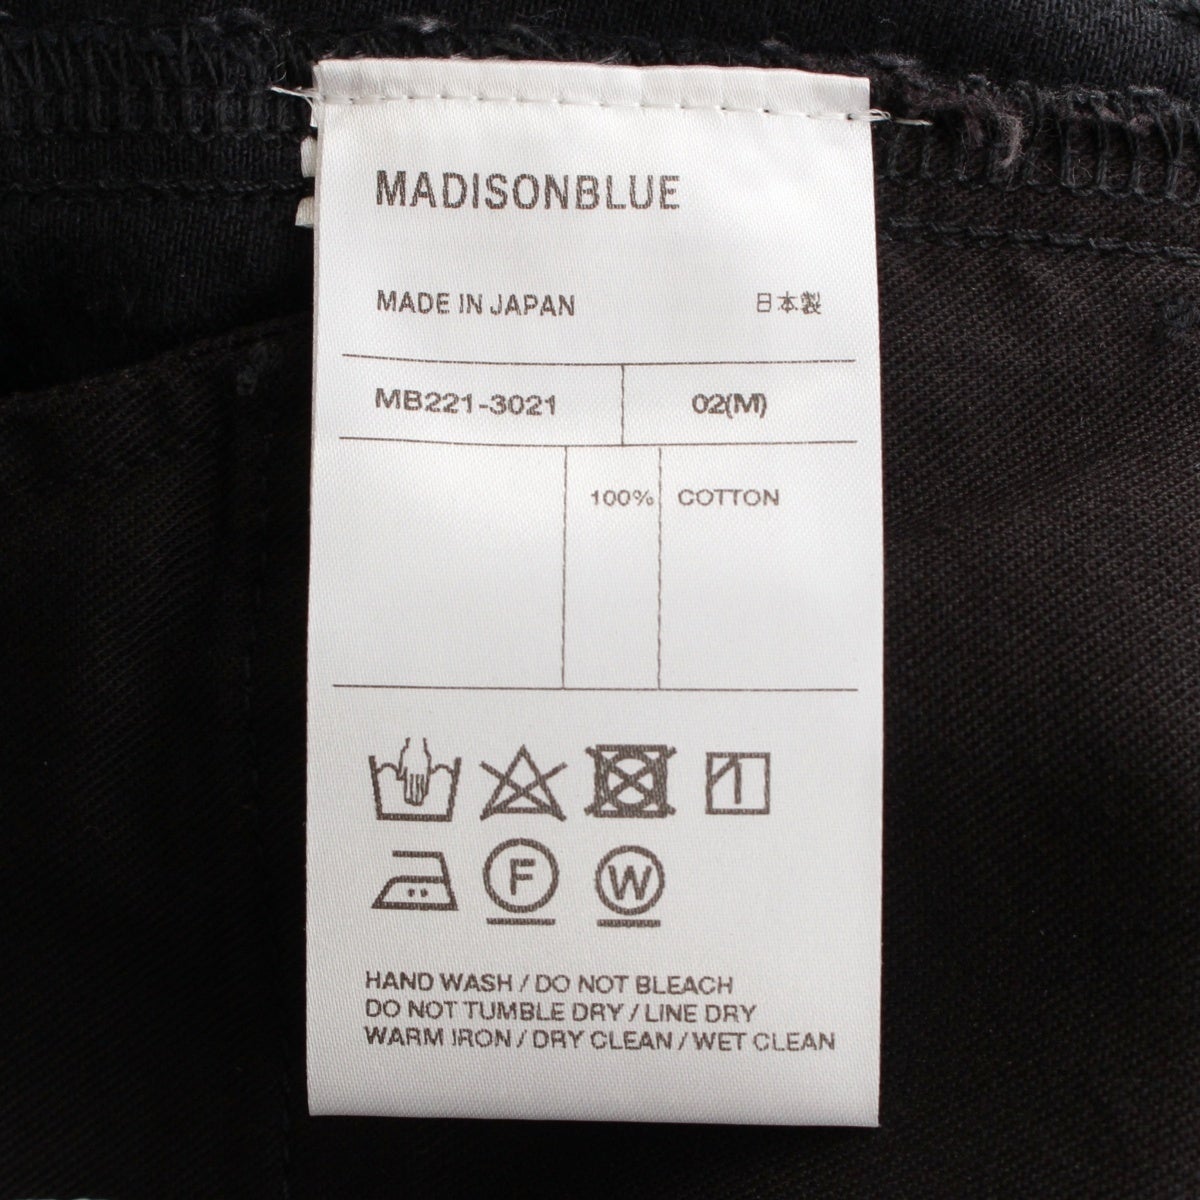 MADISONBLUE
MADE IN JAPAN 日本製
MB221-3021 02(M)
100% COTTON
F W
HAND WASH / DO NOT BLEACH
DO NOT TUMBLE DRY / LINE DRY
WARM IRON / DRY CLEAN / WET CLEAN